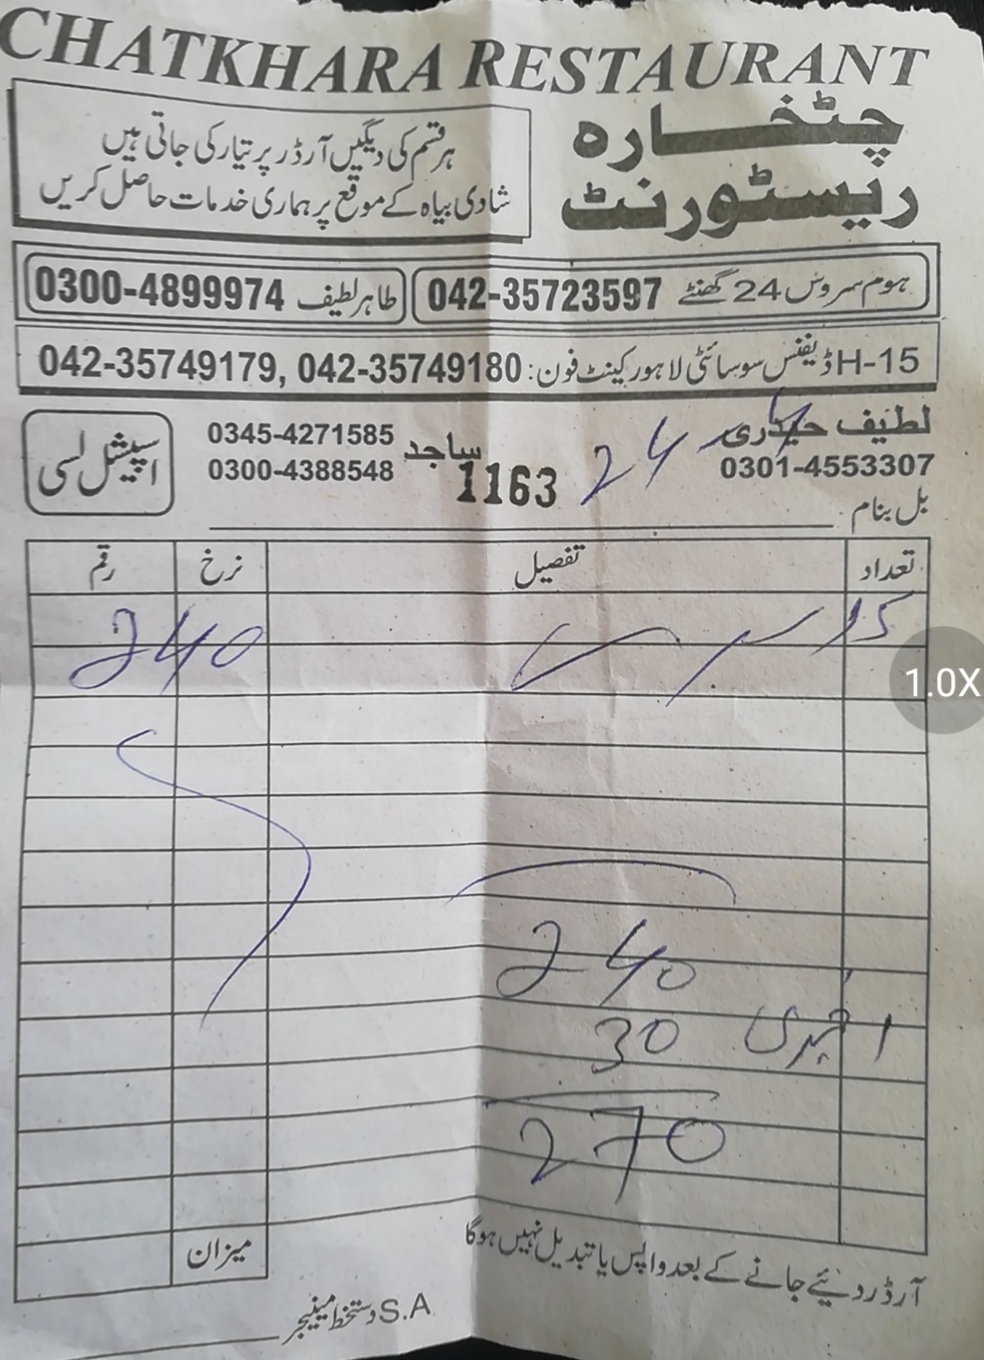 CHATKHARA RESTAURANT
چٹخارہ
ریسٹورنٹ
ہر قسم کی دیگیں آرڈر پر تیار کی جاتی ہیں
شادی بیاہ کے موقع پر ہماری خدمات حاصل کریں
ہوم سروس 24 گھنٹے 042-35723597
طاہر لطیف 0300-4899974
H-15 ڈیفنس سوسائٹی لاہور کینٹ فون: 042-35749179, 042-35749180
لطیف حیدری
0301-4553307
24
1163
ساجد
0345-4271585
0300-4388548
اسپیشل لسی
بل بنام
تعداد تفصیل نرخ رقم
240
240
1 30
270
میزان
آرڈر دئیے جانے کے بعد واپس یا تبدیل نہیں ہوگا
S.A دستخط مینیجر
1.0X